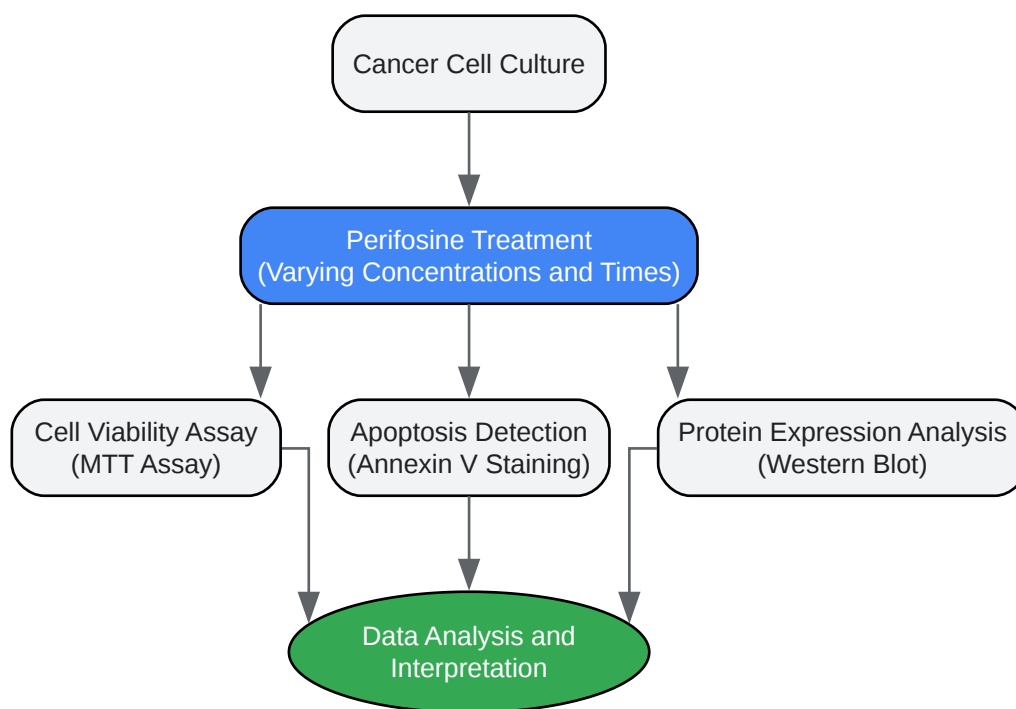 Cancer Cell Culture
Perifosine Treatment
(Varying Concentrations and Times)
Cell Viability Assay
(MTT Assay)
Apoptosis Detection
(Annexin V Staining)
Protein Expression Analysis
(Western Blot)
Data Analysis and
Interpretation